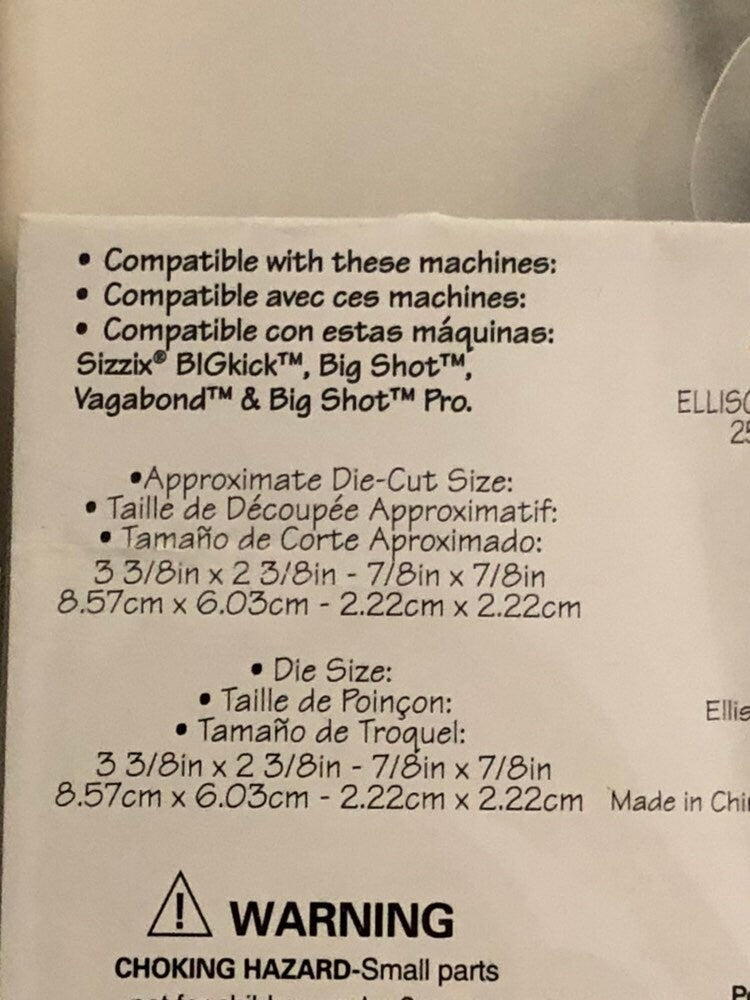 • Compatible with these machines:
• Compatible avec ces machines:
• Compatible con estas máquinas:
Sizzix® BIGkick™, Big Shot™,
Vagabond™ & Big Shot™ Pro.
•Approximate Die-Cut Size:
• Taille de Découpée Approximatif:
• Tamaño de Corte Aproximado:
3 3/8in x 2 3/8in - 7/8in x 7/8in
8.57cm x 6.03cm - 2.22cm x 2.22cm
• Die Size:
• Taille de Poinçon:
• Tamaño de Troquel:
3 3/8in x 2 3/8in - 7/8in x 7/8in
8.57cm x 6.03cm - 2.22cm x 2.22cm
Made in
WARNING
CHOKING HAZARD-Small parts